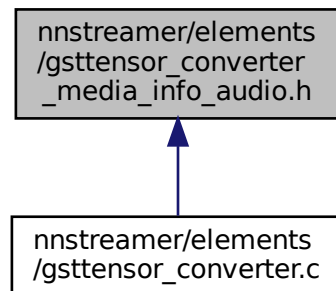 nnstreamer/elements
/gsttensor_converter
_media_info_audio.h
nnstreamer/elements
/gsttensor_converter.c